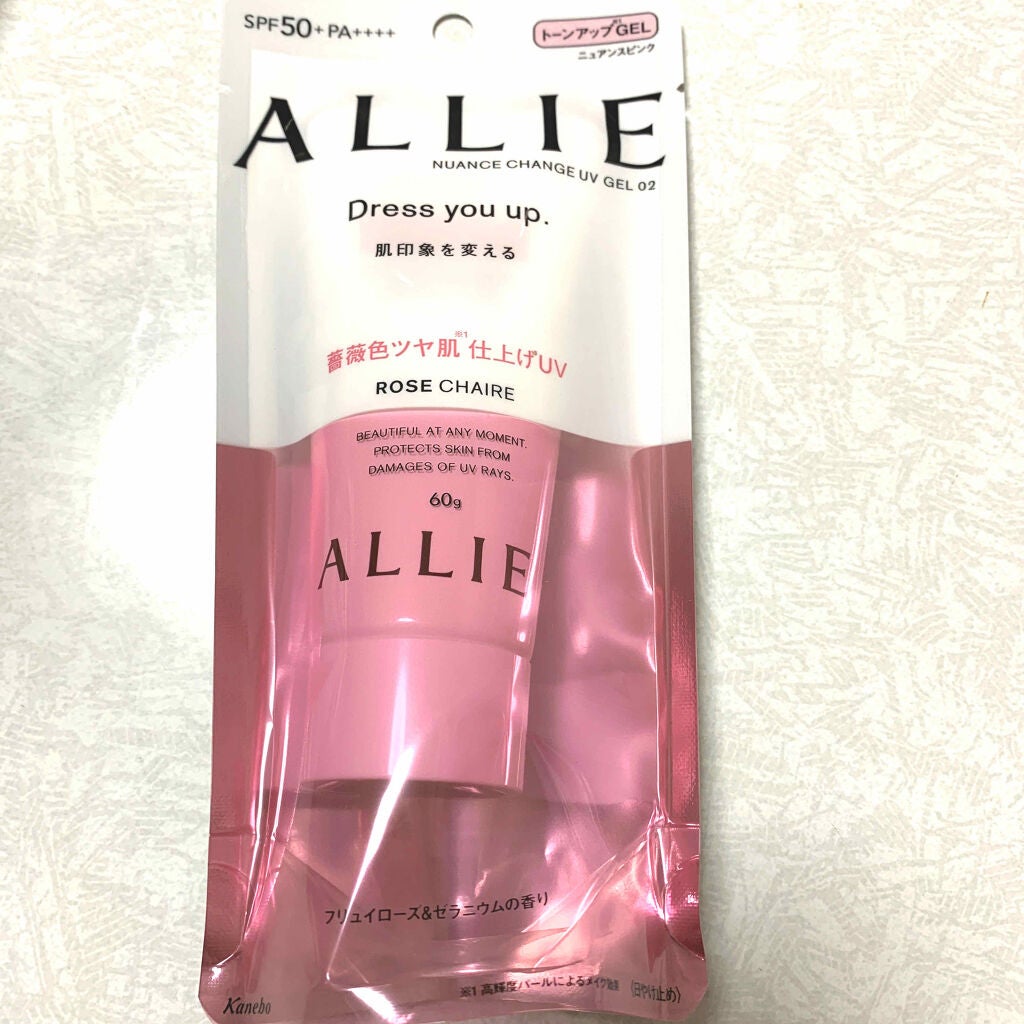 SPF50+PA++++
トーンアップ※1GEL
ニュアンスピンク
ALLIE
NUANCE CHANGE UV GEL 02
Dress you up.
肌印象を変える
薔薇色ツヤ肌※1 仕上げUV
ROSE CHAIRE
BEAUTIFUL AT ANY MOMENT.
PROTECTS SKIN FROM
DAMAGES OF UV RAYS.
60g
ALLIE
フリュイローズ&ゼラニウムの香り
※1 高輝度パールによるメイク効果 (日やけ止め)
Kanebo